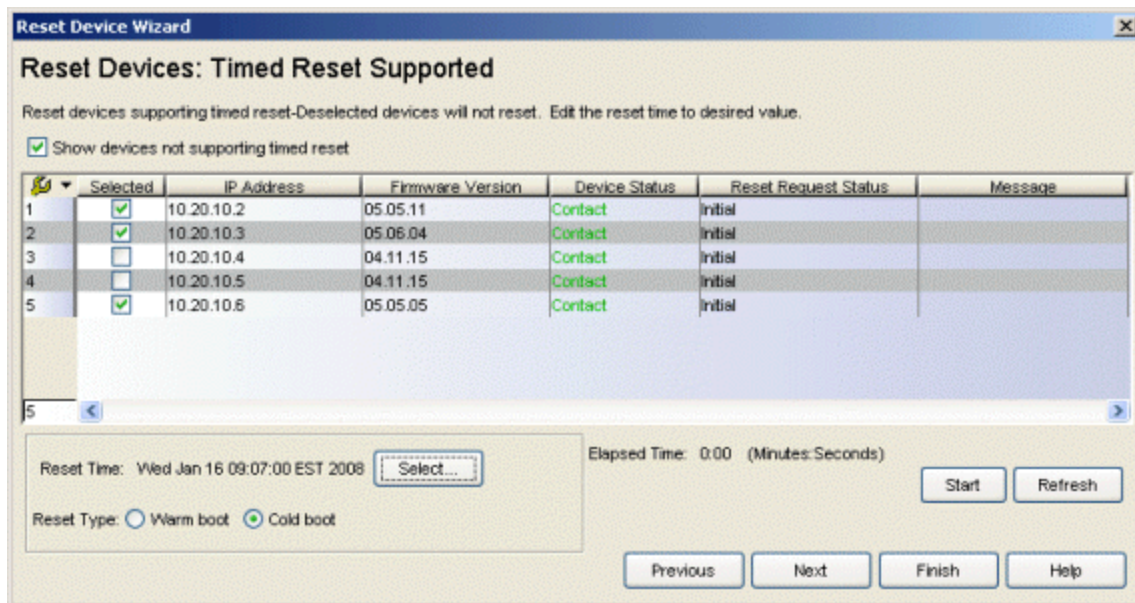 Reset Device Wizard
Reset Devices: Timed Reset Supported
Reset devices supporting timed reset-Deselected devices will not reset. Edit the reset time to desired value.
Show devices not supporting timed reset
Selected IP Address Firmware Version Device Status Reset Request Status Message
1 10.20.10.2 05.05.11 Contact Initial
2 10.20.10.3 05.06.04 Contact Initial
3 10.20.10.4 04.11.15 Contact Initial
4 10.20.10.5 04.11.15 Contact Initial
5 10.20.10.6 05.05.05 Contact Initial
5
Reset Time: Wed Jan 16 09:07:00 EST 2008 Select...
Elapsed Time: 0:00 (Minutes:Seconds)
Start Refresh
Reset Type: Warm boot Cold boot
Previous Next Finish Help